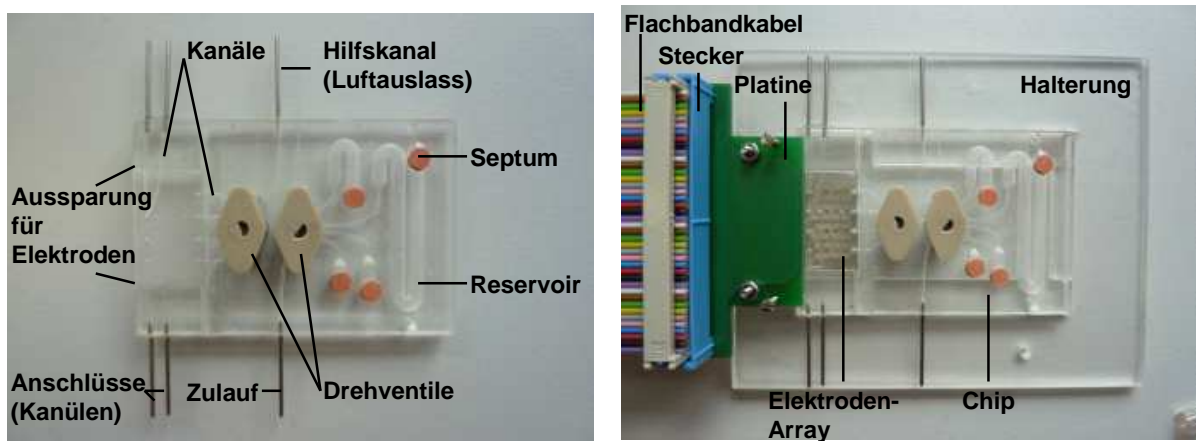 Kanäle
Hilfskanal
(Luftauslass)
Septum
Aussparung
für
Elektroden
Reservoir
Anschlüsse
(Kanülen)
Zulauf
Drehventile
Flachbandkabel
Stecker
Platine
Halterung
Elektroden-
Array
Chip